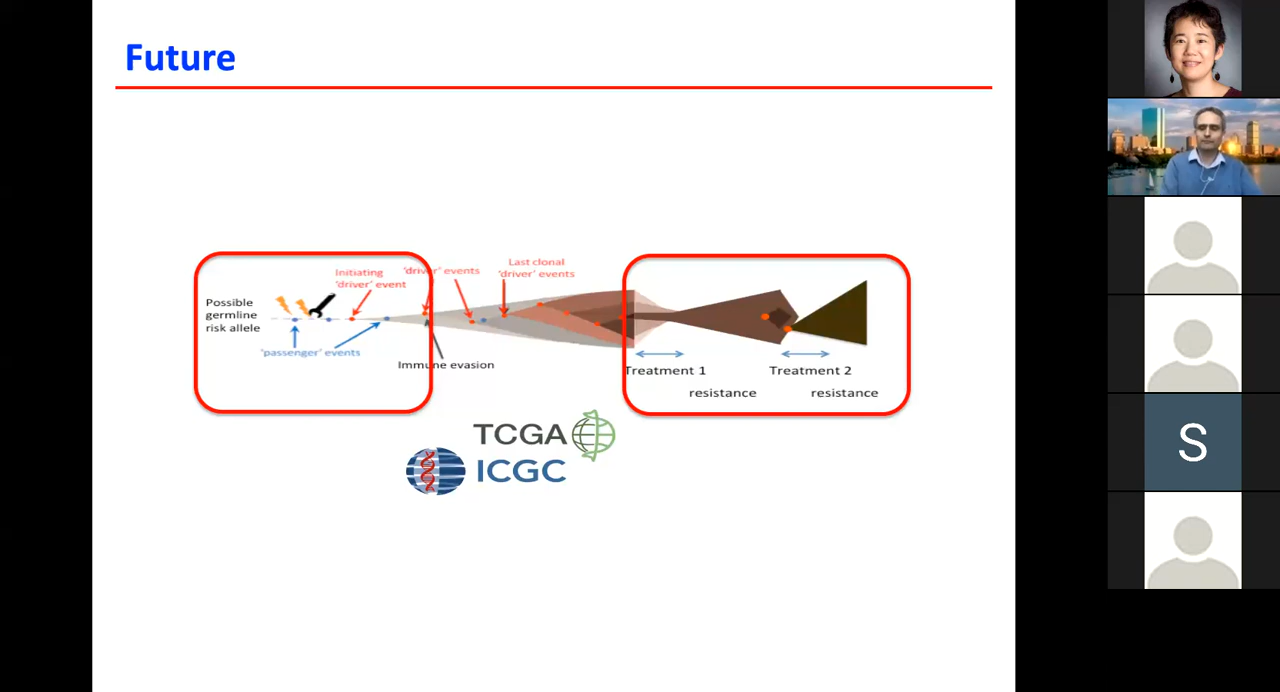 Future
Possible
germline
risk allele
Initiating
'driver' event
'driver' events
Last clonal
'driver' events
'passenger' events
Immune evasion
Treatment 1
Treatment 2
resistance
resistance
TCGA
ICGC
S